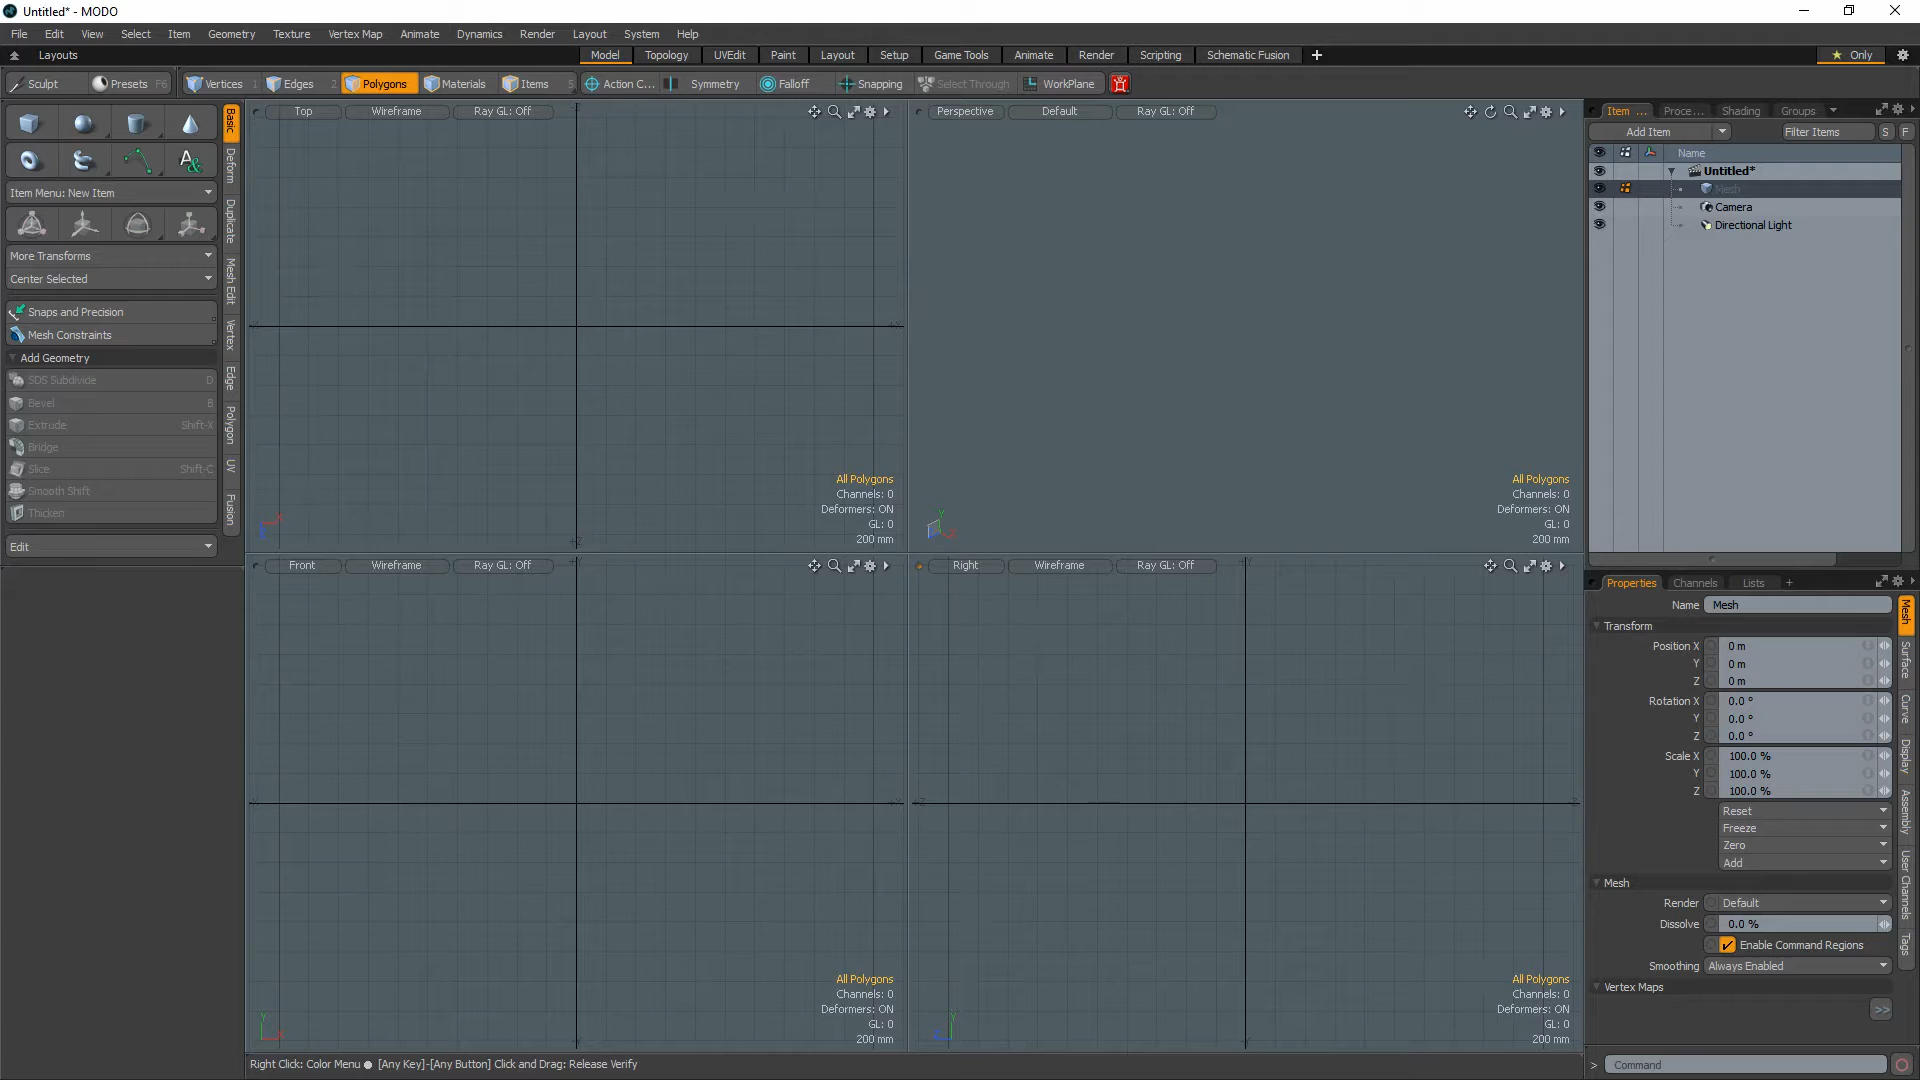 Untitled* - MODO
File Edit View Select Item Geometry Texture Vertex Map Animate Dynamics Render Layout System Help
Layouts Model Topology UVEdit Paint Layout Setup Game Tools Animate Render Scripting Schematic Fusion + Only
Sculpt Presets F6 Vertices 1 Edges 2 Polygons Materials Items 5 Action C... Symmetry Falloff Snapping Select Through WorkPlane
Item Menu: New Item
More Transforms
Center Selected
Snaps and Precision
Mesh Constraints
Add Geometry
SDS Subdivide D
Bevel B
Extrude Shift-X
Bridge
Slice Shift-C
Smooth Shift
Thicken
Edit
Basic
Deform
Duplicate
Mesh Edit
Vertex
Edge
Polygon
UV
Fusion
Top Wireframe Ray GL: Off
All Polygons
Channels: 0
Deformers: ON
GL: 0
200 mm
Perspective Default Ray GL: Off
All Polygons
Channels: 0
Deformers: ON
GL: 0
200 mm
Front Wireframe Ray GL: Off
All Polygons
Channels: 0
Deformers: ON
GL: 0
200 mm
Right Wireframe Ray GL: Off
All Polygons
Channels: 0
Deformers: ON
GL: 0
200 mm
Item ... Proce... Shading Groups
Add Item Filter Items S F
Name
Untitled*
Mesh
Camera
Directional Light
Properties Channels Lists +
Name Mesh
Transform
Position X 0 m
Y 0 m
Z 0 m
Rotation X 0.0 °
Y 0.0 °
Z 0.0 °
Scale X 100.0 %
Y 100.0 %
Z 100.0 %
Reset
Freeze
Zero
Add
Mesh
Render Default
Dissolve 0.0 %
Enable Command Regions
Smoothing Always Enabled
Vertex Maps
>>
Mesh
Surface
Curve
Display
Assembly
User Channels
Tags
Right Click: Color Menu ● [Any Key]-[Any Button] Click and Drag: Release Verify
> Command